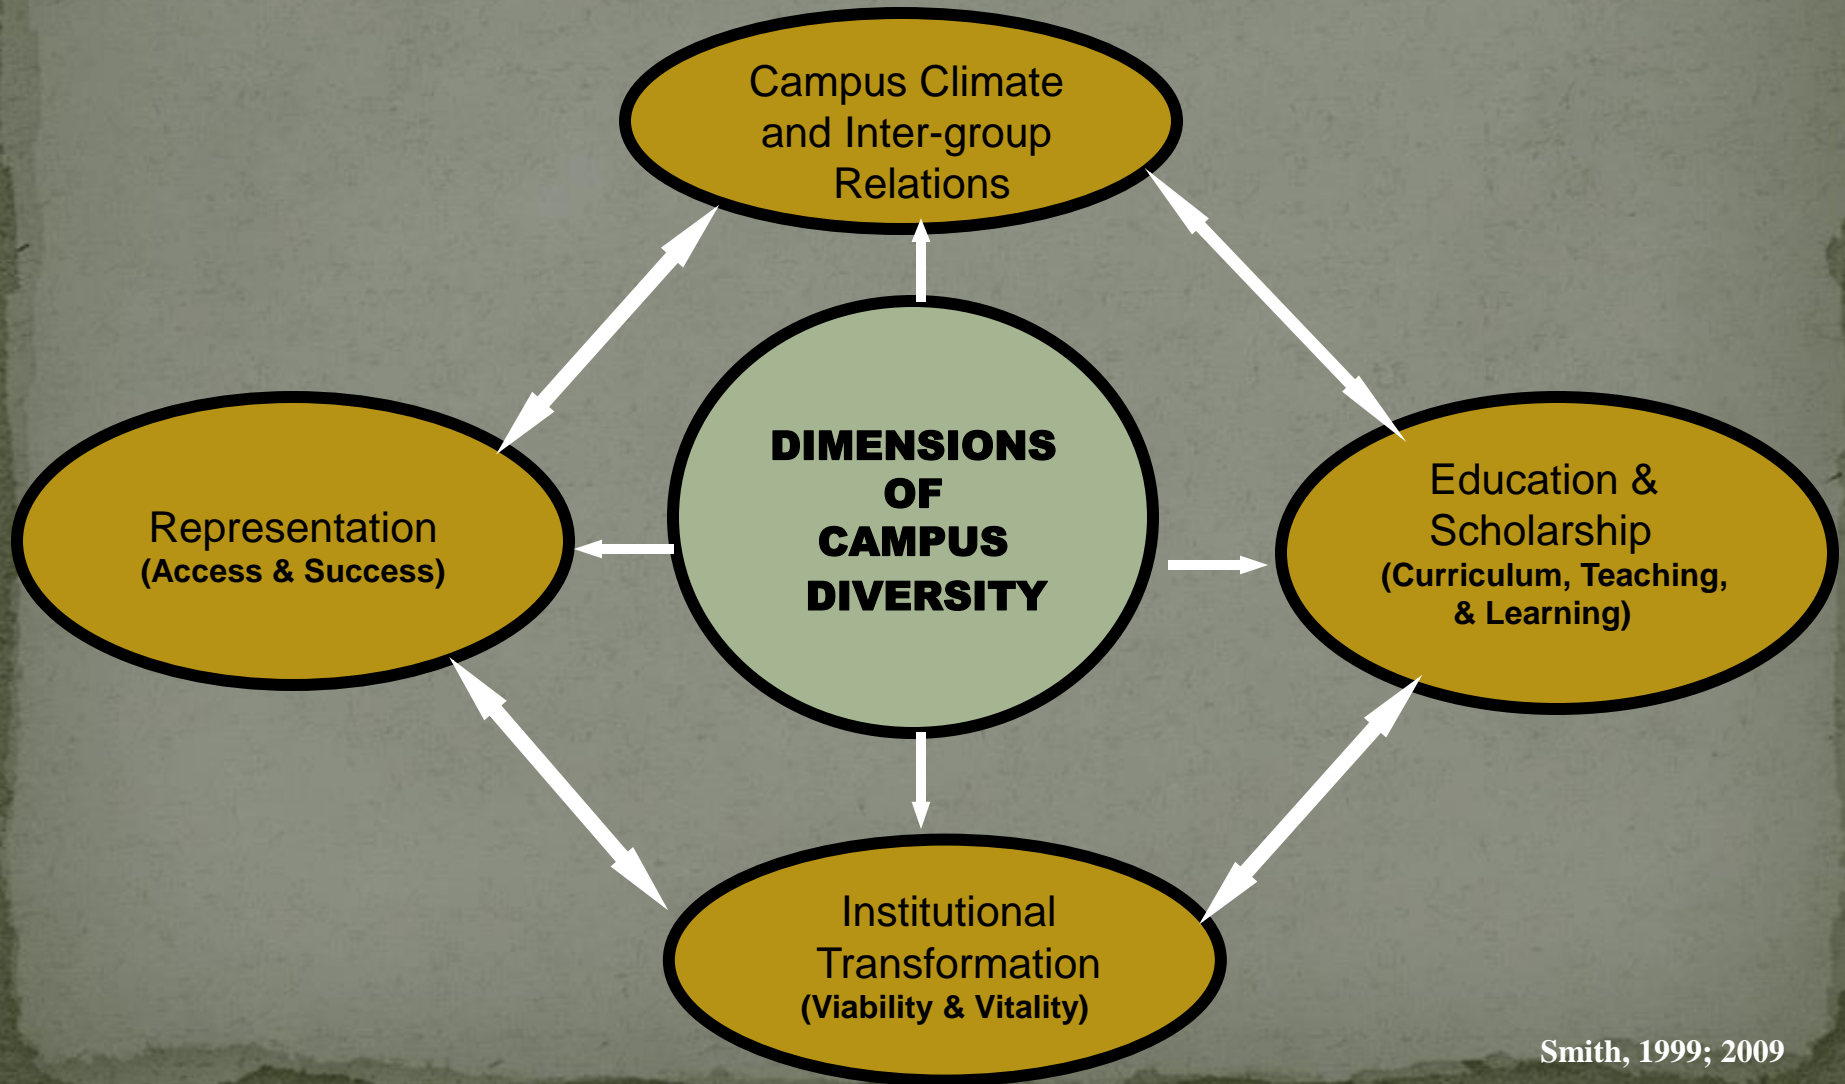 Campus Climate
and Inter-group
Relations
DIMENSIONS
OF
CAMPUS
DIVERSITY
Representation
(Access & Success)
Education &
Scholarship
(Curriculum, Teaching,
& Learning)
Institutional
Transformation
(Viability & Vitality)
Smith, 1999; 2009